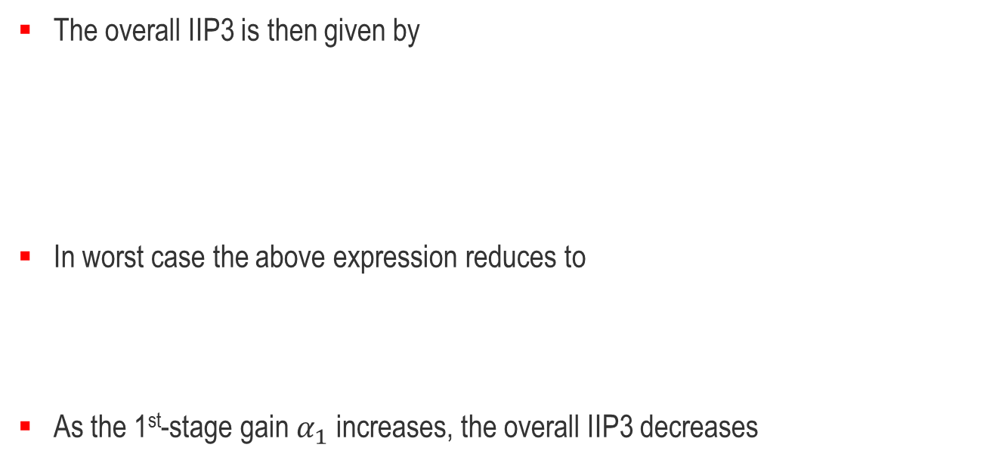 ▪ The overall IIP3 is then given by
▪ In worst case the above expression reduces to
▪ As the 1st-stage gain α₁ increases, the overall IIP3 decreases